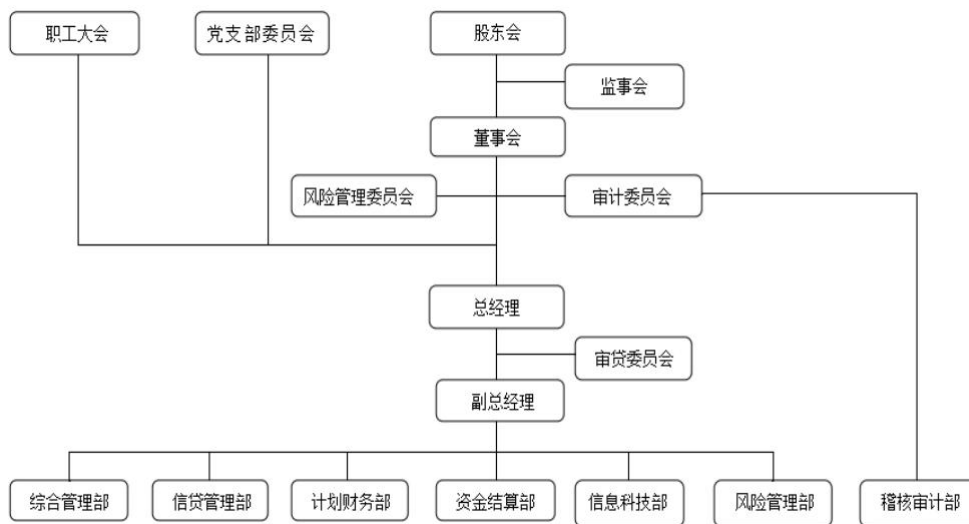 职工大会
党支部委员会
股东会
监事会
董事会
风险管理委员会
审计委员会
总经理
审贷委员会
副总经理
综合管理部
信贷管理部
计划财务部
资金结算部
信息科技部
风险管理部
稽核审计部